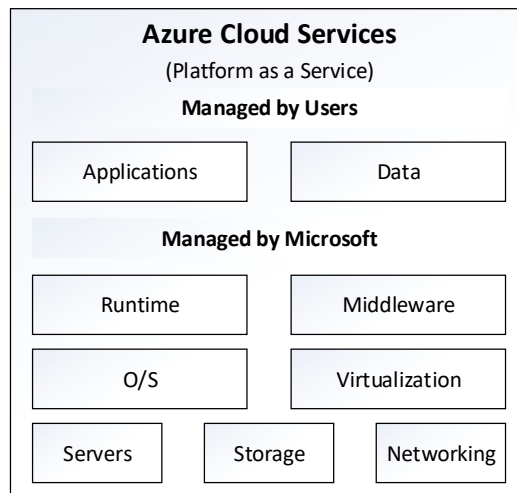 Azure Cloud Services
(Platform as a Service)
Managed by Users
Applications Data
Managed by Microsoft
Runtime Middleware
O/S Virtualization
Servers Storage Networking